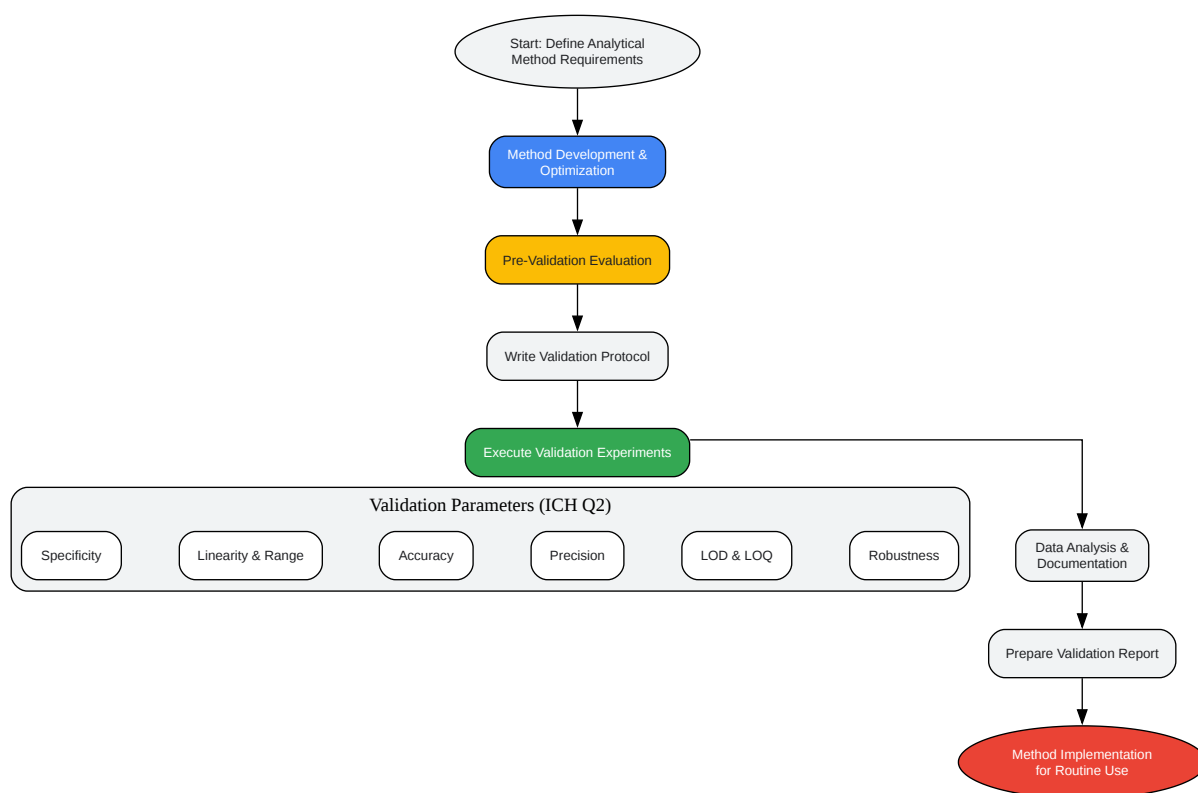 Start: Define Analytical
Method Requirements
Method Development &
Optimization
Pre-Validation Evaluation
Write Validation Protocol
Execute Validation Experiments
Validation Parameters (ICH Q2)
Specificity
Linearity & Range
Accuracy
Precision
LOD & LOQ
Robustness
Data Analysis &
Documentation
Prepare Validation Report
Method Implementation
for Routine Use